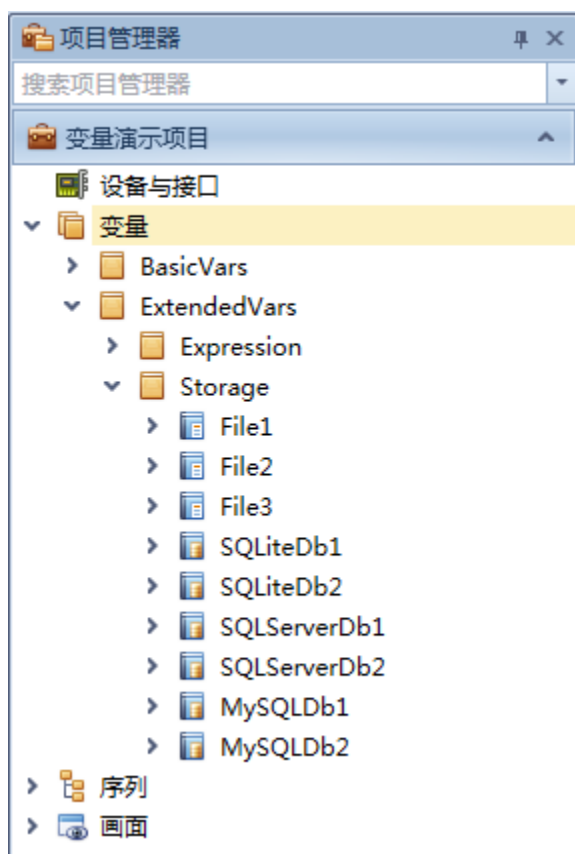 项目管理器
搜索项目管理器
变量演示项目
设备与接口
变量
BasicVars
ExtendedVars
Expression
Storage
File1
File2
File3
SQLiteDb1
SQLiteDb2
SQLServerDb1
SQLServerDb2
MySQLDb1
MySQLDb2
序列
画面